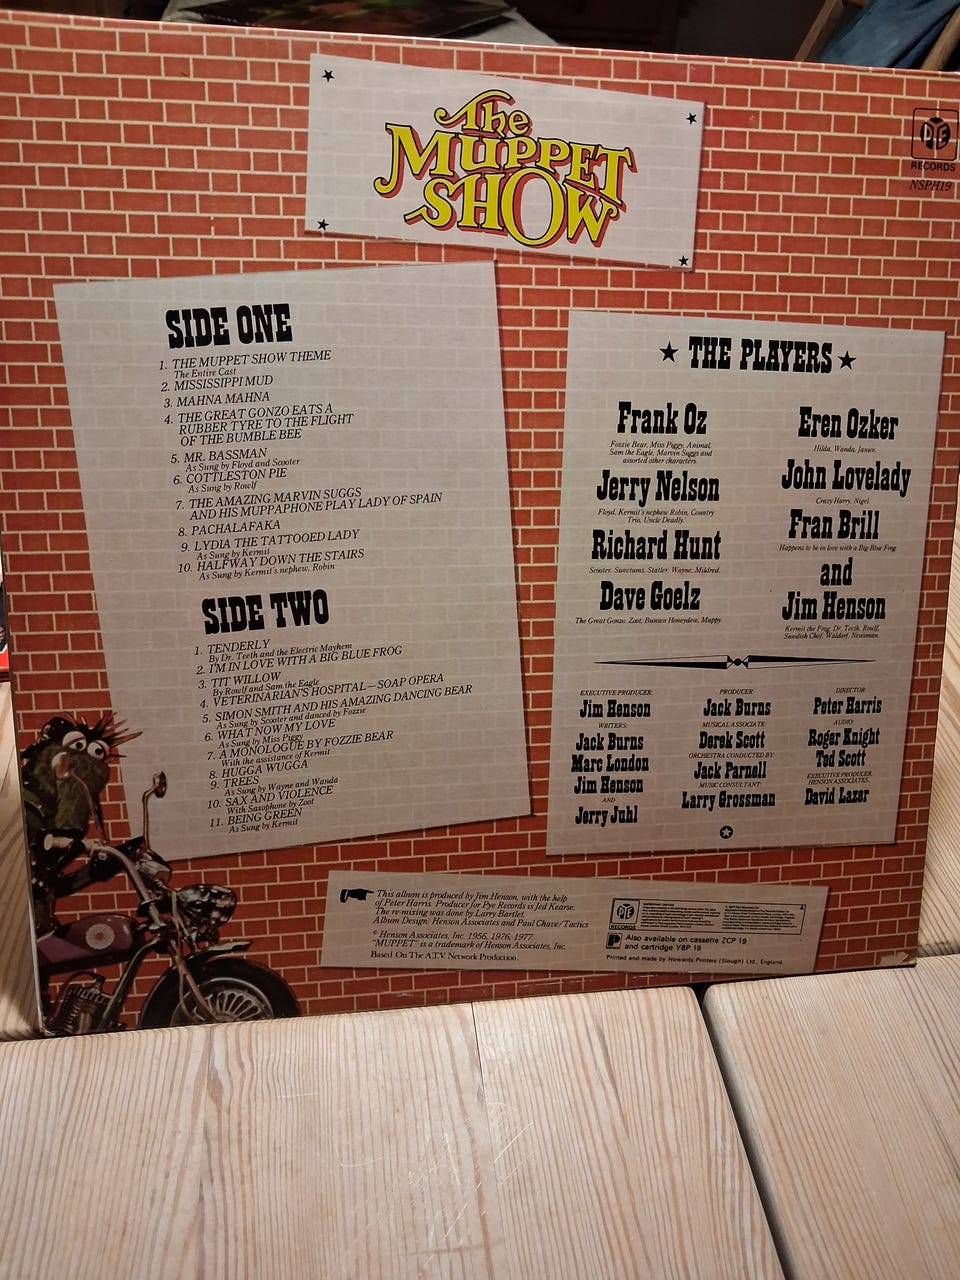 The
MUPPET
SHOW
PYE
RECORDS
NSPH19
SIDE ONE
1. THE MUPPET SHOW THEME
The Entire Cast
2. MISSISSIPPI MUD
3. MAHNA MAHNA
4. THE GREAT GONZO EATS A
RUBBER TYRE TO THE FLIGHT
OF THE BUMBLE BEE
5. MR. BASSMAN
As Sung by Floyd and Scooter
6. COTTLESTON PIE
As Sung by Rowlf
7. THE AMAZING MARVIN SUGGS
AND HIS MUPPAPHONE PLAY LADY OF SPAIN
8. PACHALAFAKA
9. LYDIA THE TATTOOED LADY
As Sung by Kermit
10. HALFWAY DOWN THE STAIRS
As Sung by Kermit's nephew, Robin
SIDE TWO
1. TENDERLY
By Dr. Teeth and the Electric Mayhem
2. I'M IN LOVE WITH A BIG BLUE FROG
3. TIT WILLOW
By Rowlf and Sam the Eagle
4. VETERINARIAN'S HOSPITAL—SOAP OPERA
5. SIMON SMITH AND HIS AMAZING DANCING BEAR
As Sung by Scooter and danced by Fozzie
6. WHAT NOW MY LOVE
As Sung by Miss Piggy
7. A MONOLOGUE BY FOZZIE BEAR
With the assistance of Kermit
8. HUGGA WUGGA
9. TREES
As Sung by Wayne and Wanda
10. SAX AND VIOLENCE
With Saxophone by Zoot
11. BEING GREEN
As Sung by Kermit
★ THE PLAYERS ★
Frank Oz
Fozzie Bear, Miss Piggy, Animal,
Sam the Eagle, Marvin Suggs and
assorted other characters.
Jerry Nelson
Floyd, Kermit's nephew Robin, Country
Trio, Uncle Deadly.
Richard Hunt
Scooter, Sweetums, Statler, Wayne, Mildred.
Dave Goelz
The Great Gonzo, Zoot, Bunsen Honeydew, Muppy.
Eren Ozker
Hilda, Wanda, Janice.
John Lovelady
Crazy Harry, Nigel.
Fran Brill
Happens to be in love with a Big Blue Frog
and
Jim Henson
Kermit the Frog, Dr. Teeth, Rowlf,
Swedish Chef, Waldorf, Newsman.
EXECUTIVE PRODUCER:
Jim Henson
WRITERS:
Jack Burns
Marc London
Jim Henson
AND
Jerry Juhl
PRODUCER:
Jack Burns
MUSICAL ASSOCIATE:
Derek Scott
ORCHESTRA CONDUCTED BY:
Jack Parnell
MUSIC CONSULTANT:
Larry Grossman
DIRECTOR
Peter Harris
AUDIO:
Roger Knight
Ted Scott
EXECUTIVE PRODUCER
HENSON ASSOCIATES:
David Lazer
This album is produced by Jim Henson, with the help
of Peter Harris. Producer for Pye Records is Jed Kearse.
The re-mixing was done by Larry Bartlet.
Album Design: Henson Associates and Paul Chave/Tactics
© Henson Associates, Inc. 1956, 1976, 1977.
"MUPPET" is a trademark of Henson Associates, Inc.
Based On The A.T.V. Network Production.
PYE
RECORDS
IMPORTANT NOTICE
Also available on cassette ZCP 19
and cartridge Y8P 19
Printed and made by Howards Printers (Slough) Ltd., England.